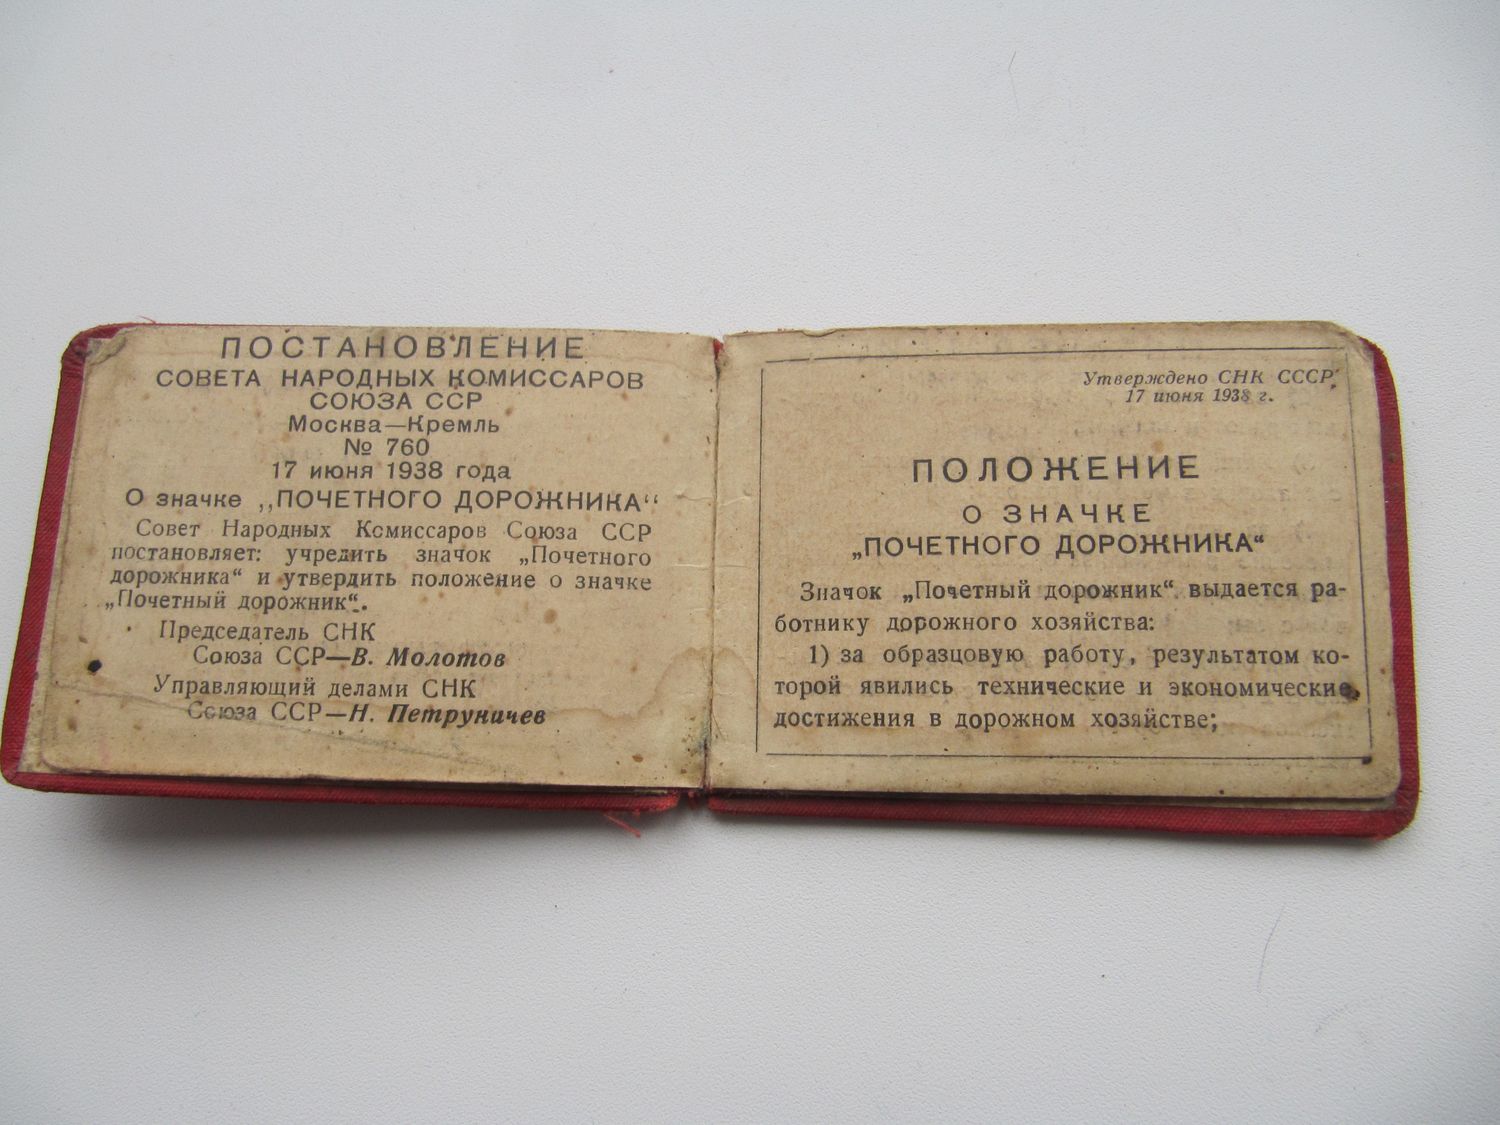 ПОСТАНОВЛЕНИЕ
СОВЕТА НАРОДНЫХ КОМИССАРОВ
СОЮЗА ССР
Москва—Кремль
№ 760
17 июня 1938 года
О значке „ПОЧЕТНОГО ДОРОЖНИКА“
Совет Народных Комиссаров Союза ССР
постановляет: учредить значок „Почетного
дорожника“ и утвердить положение о значке
„Почетный дорожник“.
Председатель СНК
Союза ССР—В. Молотов
Управляющий делами СНК
Союза ССР—Н. Петруничев
Утверждено СНК СССР
17 июня 1938 г.
ПОЛОЖЕНИЕ
О ЗНАЧКЕ
„ПОЧЕТНОГО ДОРОЖНИКА“
Значок „Почетный дорожник“ выдается ра-
ботнику дорожного хозяйства:
1) за образцовую работу, результатом ко-
торой явились технические и экономические
достижения в дорожном хозяйстве;